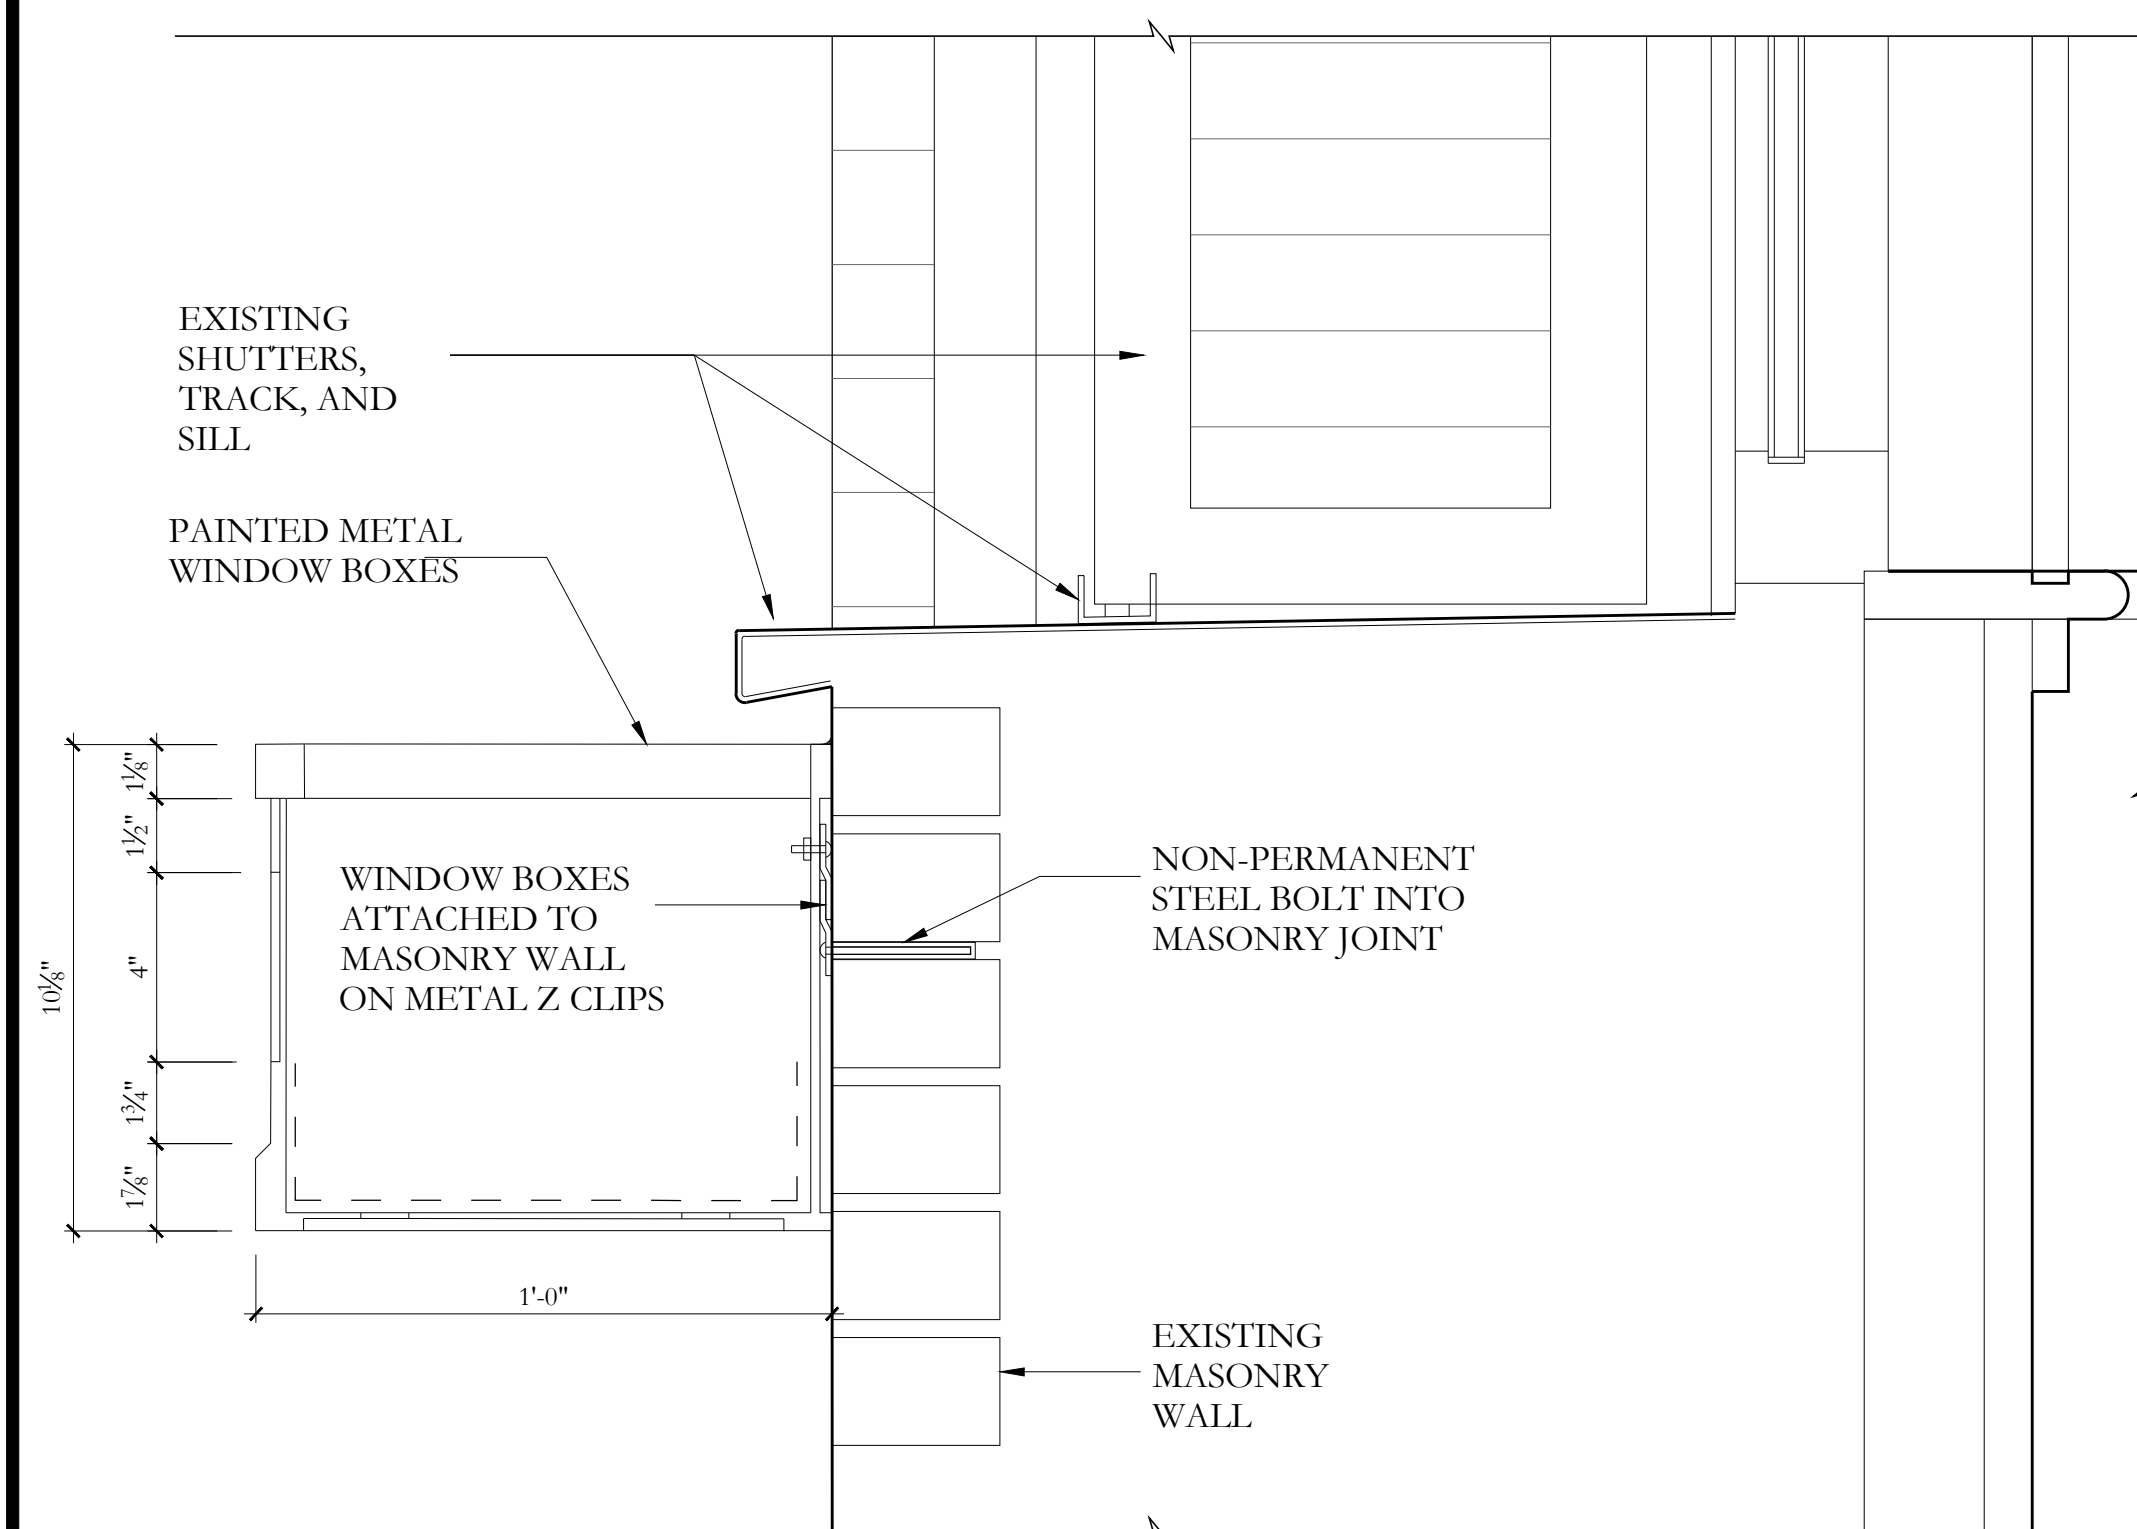 EXISTING
SHUTTERS,
TRACK, AND
SILL
PAINTED METAL
WINDOW BOXES
1⅛"
1½"
4"
1¾"
1⅞"
10⅛"
WINDOW BOXES
ATTACHED TO
MASONRY WALL
ON METAL Z CLIPS
NON-PERMANENT
STEEL BOLT INTO
MASONRY JOINT
1'-0"
EXISTING
MASONRY
WALL